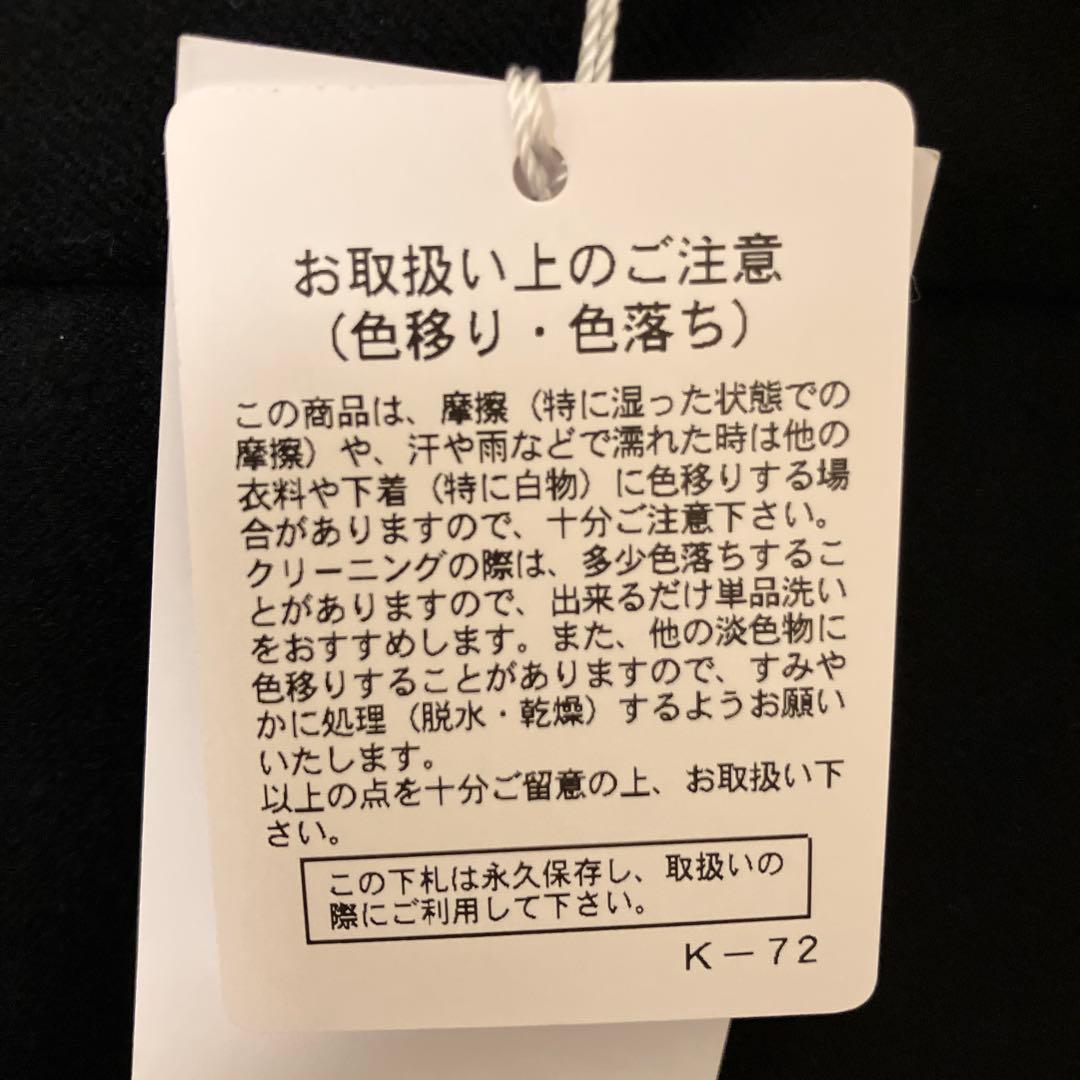 お取扱い上のご注意
（色移り・色落ち）
この商品は、摩擦（特に湿った状態での
摩擦）や、汗や雨などで濡れた時は他の
衣料や下着（特に白物）に色移りする場
合がありますので、十分ご注意下さい。
クリーニングの際は、多少色落ちするこ
とがありますので、出来るだけ単品洗い
をおすすめします。また、他の淡色物に
色移りすることがありますので、すみや
かに処理（脱水・乾燥）するようお願い
いたします。
以上の点を十分ご留意の上、お取扱い下
さい。
この下札は永久保存し、取扱いの
際にご利用して下さい。
K－72